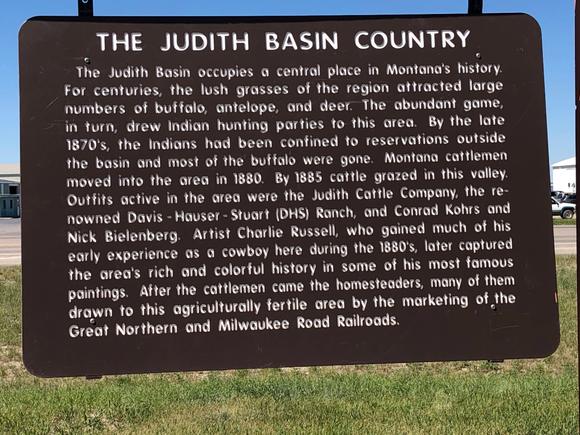 THE JUDITH BASIN COUNTRY
The Judith Basin occupies a central place in Montana's history.
For centuries, the lush grasses of the region attracted large
numbers of buffalo, antelope, and deer. The abundant game,
in turn, drew Indian hunting parties to this area. By the late
1870's, the Indians had been confined to reservations outside
the basin and most of the buffalo were gone. Montana cattlemen
moved into the area in 1880. By 1885 cattle grazed in this valley.
Outfits active in the area were the Judith Cattle Company, the re-
nowned Davis-Hauser-Stuart (DHS) Ranch, and Conrad Kohrs and
Nick Bielenberg. Artist Charlie Russell, who gained much of his
early experience as a cowboy here during the 1880's, later captured
the area's rich and colorful history in some of his most famous
paintings. After the cattlemen came the homesteaders, many of them
drawn to this agriculturally fertile area by the marketing of the
Great Northern and Milwaukee Road Railroads.